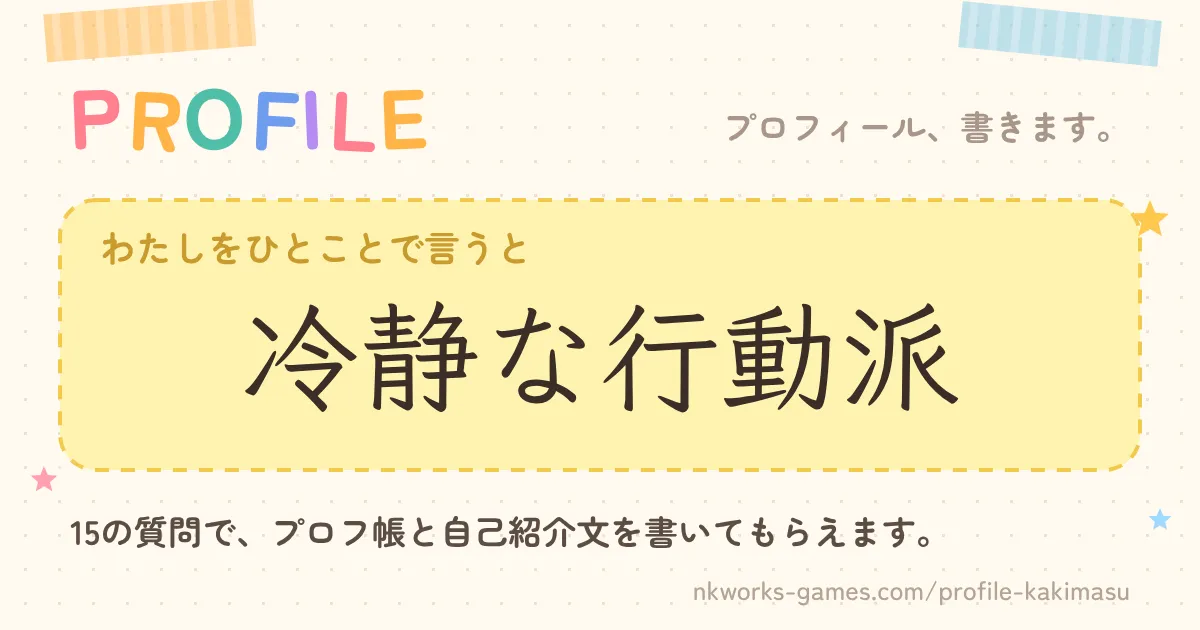 PROFILE
プロフィール、書きます。
わたしをひとことで言うと
冷静な行動派
15の質問で、プロフ帳と自己紹介文を書いてもらえます。
nkworks-games.com/profile-kakimasu